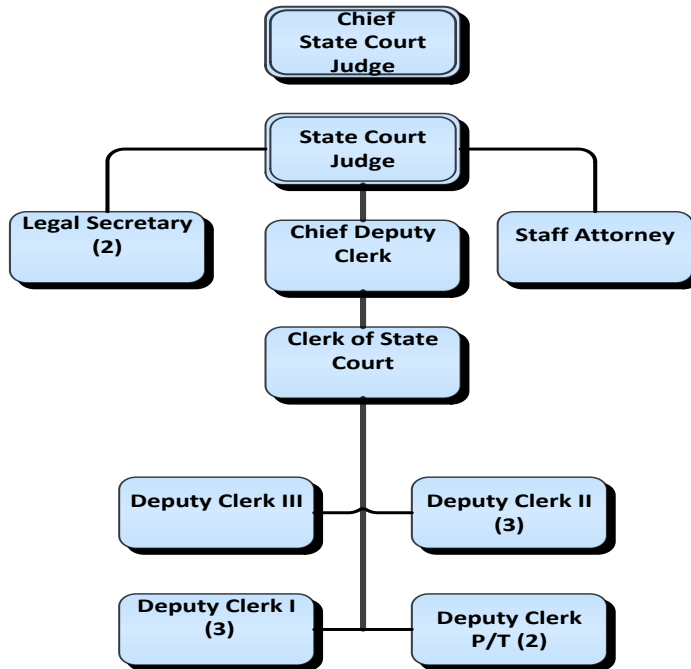 Chief
State Court
Judge
State Court
Judge
Legal Secretary
(2)
Chief Deputy
Clerk
Staff Attorney
Clerk of State
Court
Deputy Clerk III
Deputy Clerk II
(3)
Deputy Clerk I
(3)
Deputy Clerk
P/T (2)